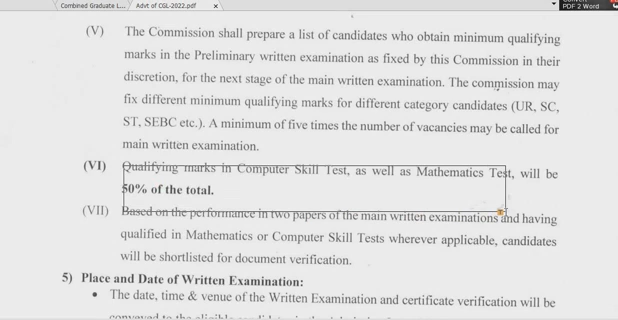 Combined Graduate L... Advt of CGL-2022.pdf × Convert
PDF 2 Word
(V) The Commission shall prepare a list of candidates who obtain minimum qualifying
marks in the Preliminary written examination as fixed by this Commission in their
discretion, for the next stage of the main written examination. The commission may
fix different minimum qualifying marks for different category candidates (UR, SC,
ST, SEBC etc.). A minimum of five times the number of vacancies may be called for
main written examination.
(VI) Qualifying marks in Computer Skill Test, as well as Mathematics Test, will be
50% of the total.
(VII) Based on the performance in two papers of the main written examinations and having
qualified in Mathematics or Computer Skill Tests wherever applicable, candidates
will be shortlisted for document verification.
5) Place and Date of Written Examination:
• The date, time & venue of the Written Examination and certificate verification will be